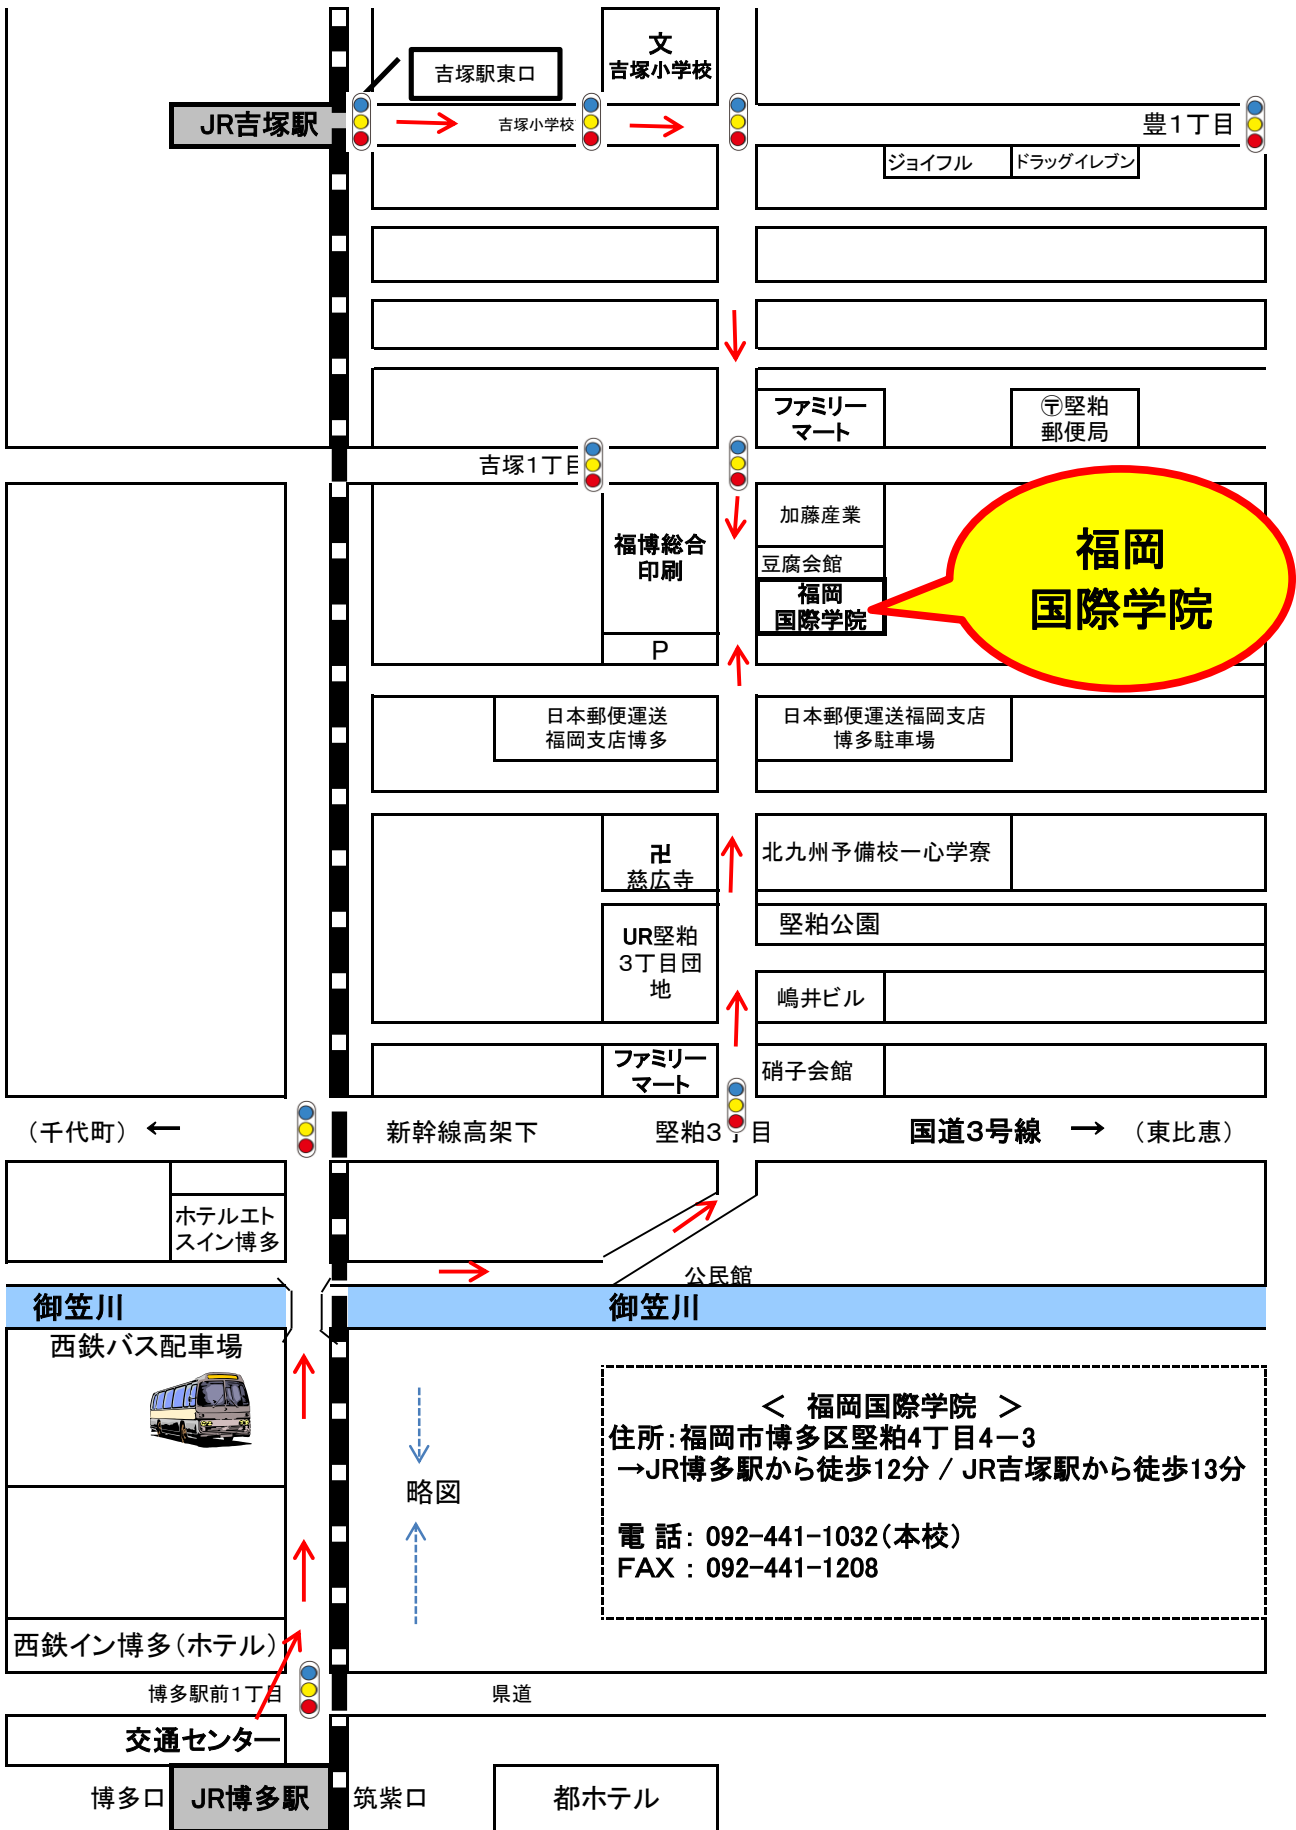 文
吉塚小学校
吉塚駅東口
JR吉塚駅
吉塚小学校
豊1丁目
ジョイフル
ドラッグイレブン
ファミリー
マート
〶堅粕
郵便局
吉塚1丁目
加藤産業
福博総合
印刷
豆腐会館
福岡
国際学院
福岡
国際学院
P
日本郵便運送
福岡支店博多
日本郵便運送福岡支店
博多駐車場
卍
慈広寺
北九州予備校一心学寮
UR堅粕
3丁目団
地
堅粕公園
嶋井ビル
ファミリー
マート
硝子会館
(千代町) ←
新幹線高架下
堅粕3丁目
国道3号線 → (東比恵)
ホテルエト
スイン博多
公民館
御笠川
御笠川
西鉄バス配車場
略図
< 福岡国際学院 >
住所:福岡市博多区堅粕4丁目4-3
→JR博多駅から徒歩12分 / JR吉塚駅から徒歩13分
電 話: 092-441-1032(本校)
FAX : 092-441-1208
西鉄イン博多(ホテル)
博多駅前1丁目
県道
交通センター
博多口
JR博多駅
筑紫口
都ホテル